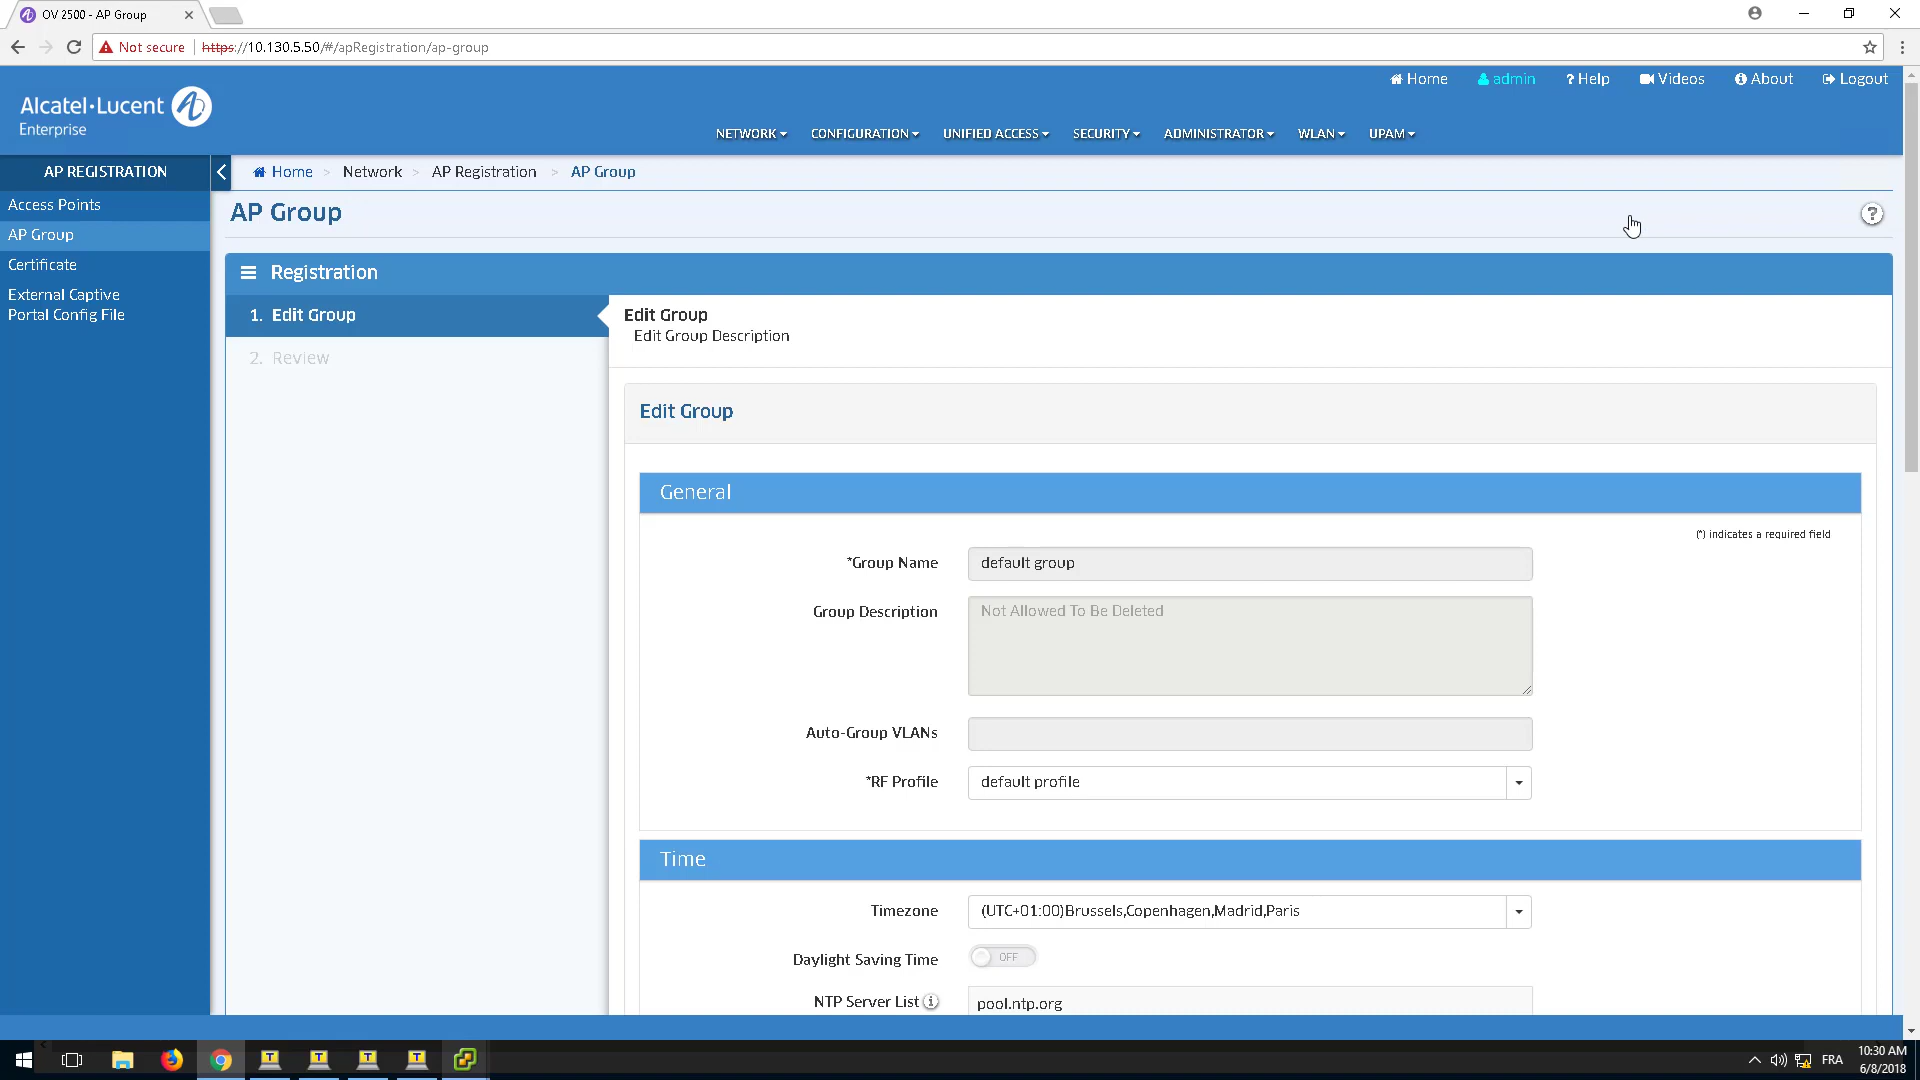 OV 2500 - AP Group
Not secure
https://10.130.5.50/#/apRegistration/ap-group
Home
admin
? Help
Videos
About
Logout
Alcatel·Lucent
Enterprise
NETWORK
CONFIGURATION
UNIFIED ACCESS
SECURITY
ADMINISTRATOR
WLAN
UPAM
AP REGISTRATION
Home > Network > AP Registration > AP Group
Access Points
AP Group
Certificate
External Captive
Portal Config File
AP Group
?
Registration
1. Edit Group
2. Review
Edit Group
Edit Group Description
Edit Group
General
(*) indicates a required field
*Group Name
default group
Group Description
Not Allowed To Be Deleted
Auto-Group VLANs
*RF Profile
default profile
Time
Timezone
(UTC+01:00)Brussels,Copenhagen,Madrid,Paris
Daylight Saving Time
OFF
NTP Server List
pool.ntp.org
FRA
10:30 AM
6/8/2018